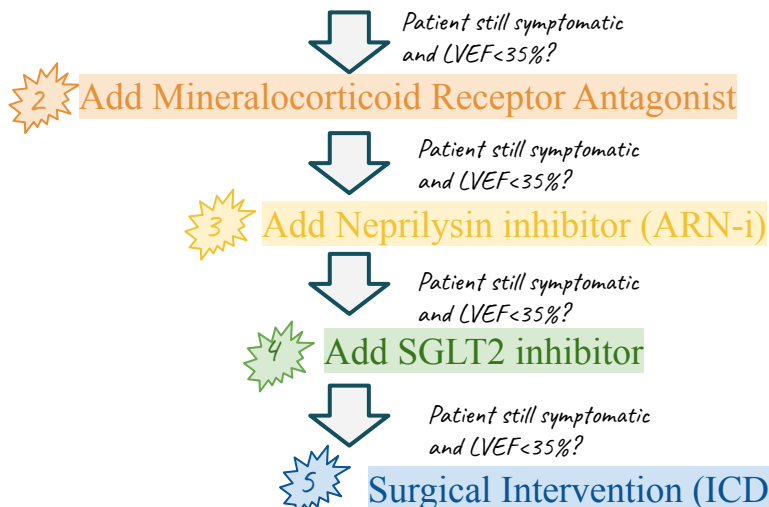 Patient still symptomatic
and LVEF<35%?
2 Add Mineralocorticoid Receptor Antagonist
Patient still symptomatic
and LVEF<35%?
3 Add Neprilysin inhibitor (ARN-i)
Patient still symptomatic
and LVEF<35%?
4 Add SGLT2 inhibitor
Patient still symptomatic
and LVEF<35%?
5 Surgical Intervention (ICD